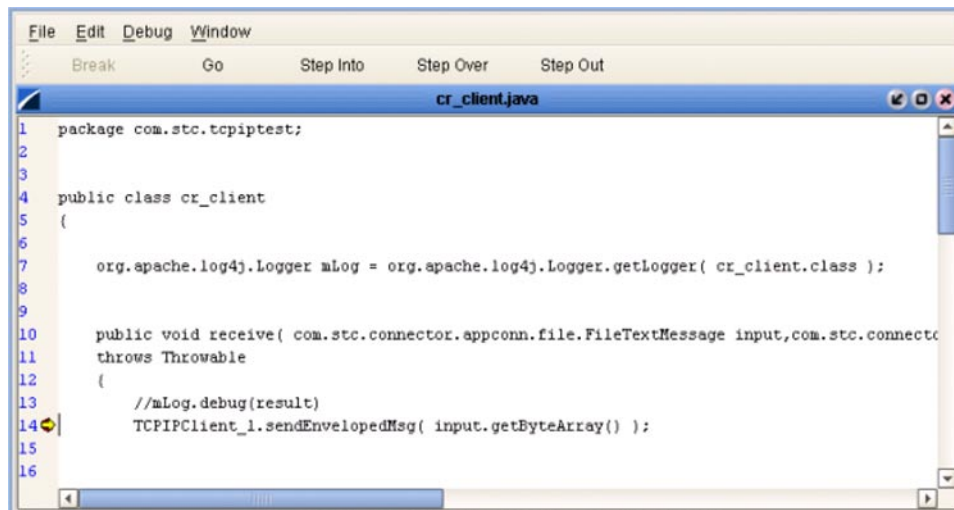 File Edit Debug Window
Break Go Step Into Step Over Step Out
cr_client.java
1 package com.stc.tcpiptest;
2
3
4 public class cr_client
5 {
6
7 org.apache.log4j.Logger mLog = org.apache.log4j.Logger.getLogger( cr_client.class );
8
9
10 public void receive( com.stc.connector.appconn.file.FileTextMessage input,com.stc.connecto
11 throws Throwable
12 {
13 //mLog.debug(result)
14 TCPIPClient_1.sendEnvelopedMsg( input.getByteArray() );
15
16